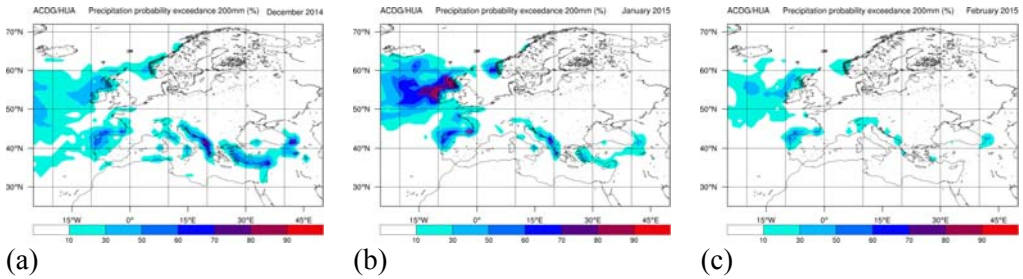 ACDG/HUA Precipitation probability exceedance 200mm (%) December 2014
70°N
60°N
50°N
40°N
30°N
15°W 0° 15°E 30°E 45°E
10 30 50 60 70 80 90
(a)
ACDG/HUA Precipitation probability exceedance 200mm (%) January 2015
70°N
60°N
50°N
40°N
30°N
15°W 0° 15°E 30°E 45°E
10 30 50 60 70 80 90
(b)
ACDG/HUA Precipitation probability exceedance 200mm (%) February 2015
70°N
60°N
50°N
40°N
30°N
15°W 0° 15°E 30°E 45°E
10 30 50 60 70 80 90
(c)